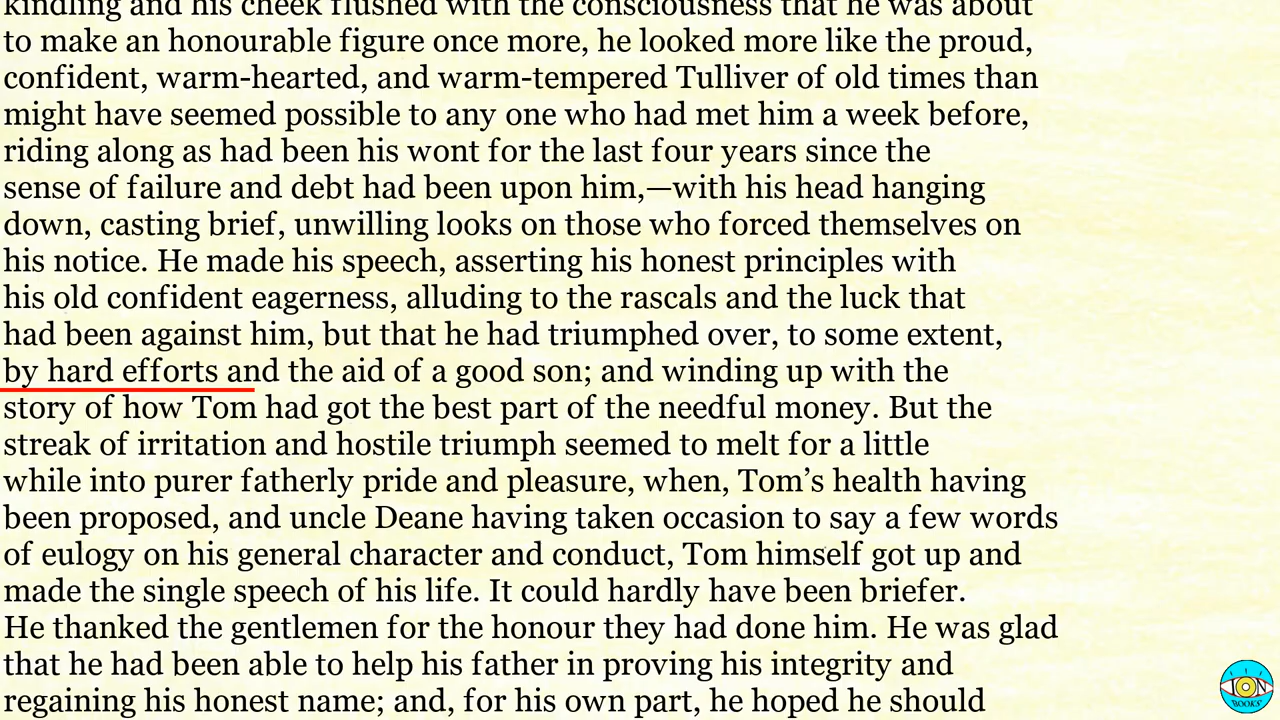 kindling and his cheek flushed with the consciousness that he was about
to make an honourable figure once more, he looked more like the proud,
confident, warm-hearted, and warm-tempered Tulliver of old times than
might have seemed possible to any one who had met him a week before,
riding along as had been his wont for the last four years since the
sense of failure and debt had been upon him,—with his head hanging
down, casting brief, unwilling looks on those who forced themselves on
his notice. He made his speech, asserting his honest principles with
his old confident eagerness, alluding to the rascals and the luck that
had been against him, but that he had triumphed over, to some extent,
by hard efforts and the aid of a good son; and winding up with the
story of how Tom had got the best part of the needful money. But the
streak of irritation and hostile triumph seemed to melt for a little
while into purer fatherly pride and pleasure, when, Tom’s health having
been proposed, and uncle Deane having taken occasion to say a few words
of eulogy on his general character and conduct, Tom himself got up and
made the single speech of his life. It could hardly have been briefer.
He thanked the gentlemen for the honour they had done him. He was glad
that he had been able to help his father in proving his integrity and
regaining his honest name; and, for his own part, he hoped he should
ION
BOOKS